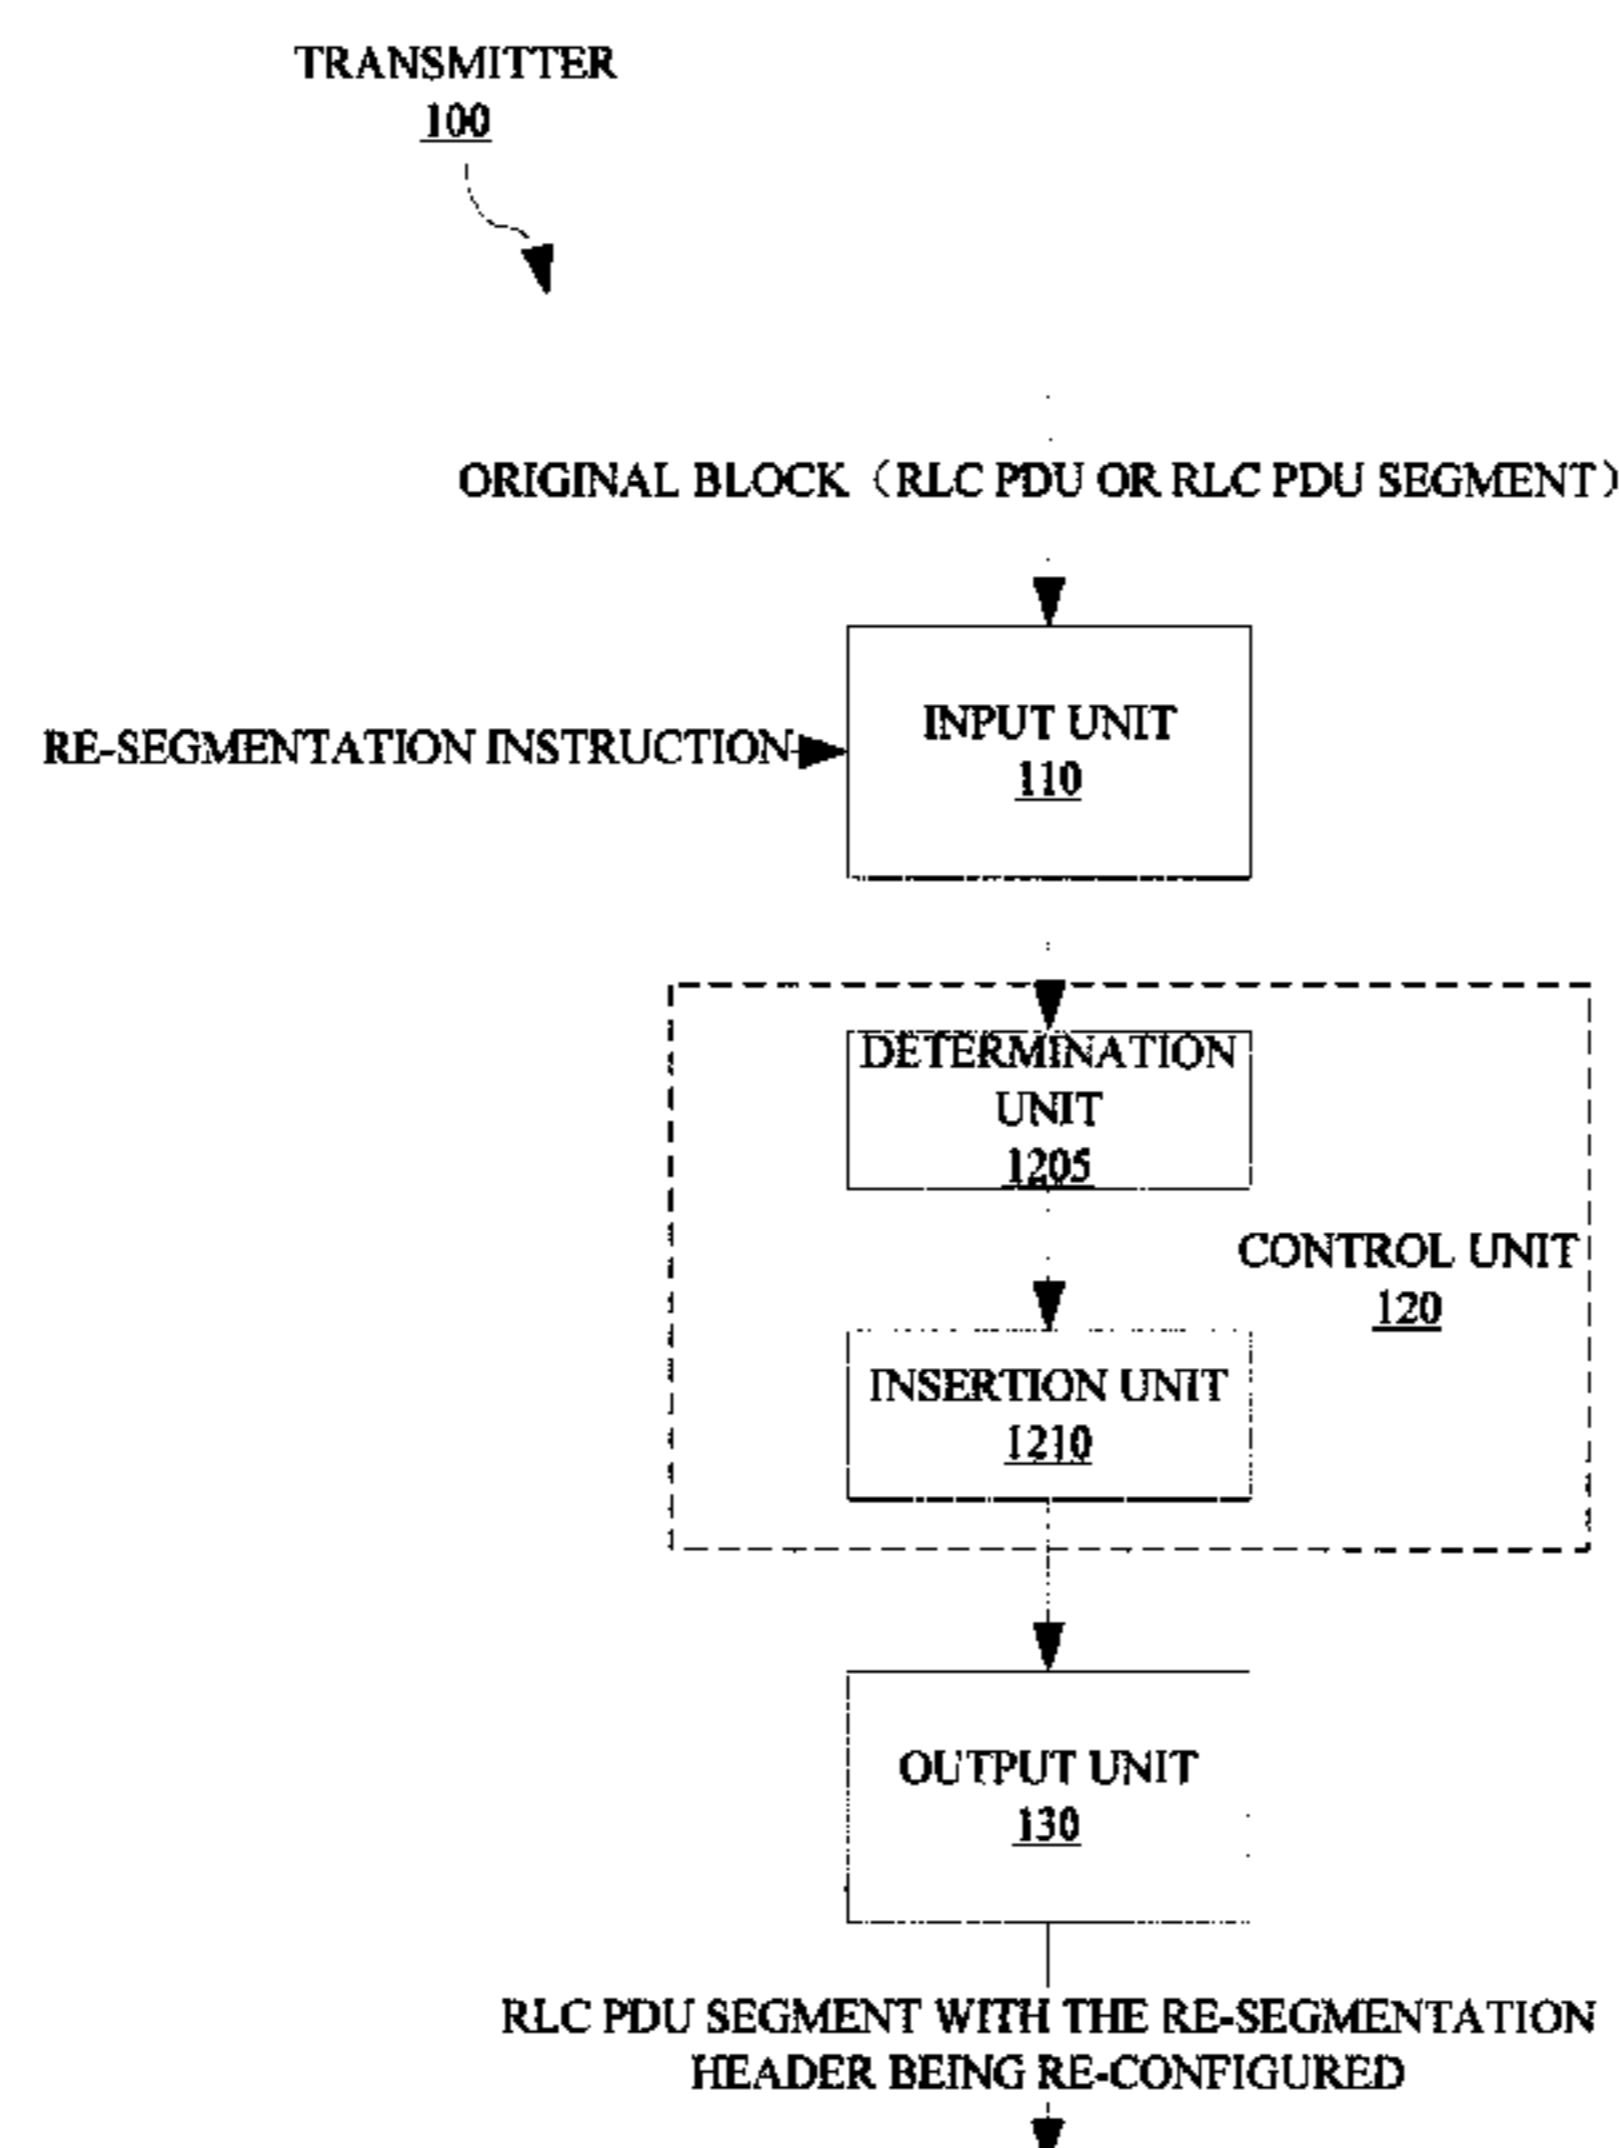 TRANSMITTER
100
ORIGINAL BLOCK（RLC PDU OR RLC PDU SEGMENT）
RE-SEGMENTATION INSTRUCTION
INPUT UNIT
110
DETERMINATION
UNIT
1205
CONTROL UNIT
120
INSERTION UNIT
1210
OUTPUT UNIT
130
RLC PDU SEGMENT WITH THE RE-SEGMENTATION
HEADER BEING RE-CONFIGURED